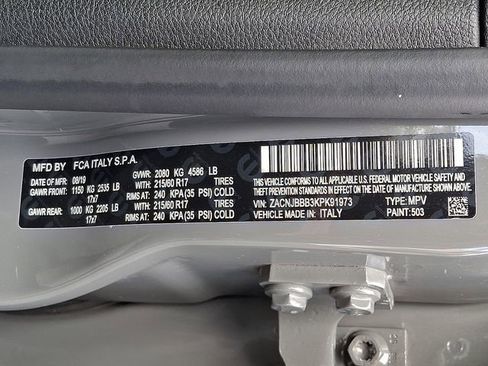 MFD BY FCA ITALY S.P.A.
DATE OF MFR: 08/19 GVWR: 2080 KG 4586 LB
GAWR FRONT: 1150 KG 2535 LB WITH: 215/60 R17
17x7 RIMS AT: 240 KPA(35 PSI) COLD
GAWR REAR: 1000 KG 2205 LB WITH: 215/60 R17
17x7 RIMS AT: 240 KPA(35 PSI) COLD
THIS VEHICLE CONFORMS TO ALL APPLICABLE U.S. FEDERAL MOTOR VEHICLE
SAFETY, BUMPER, AND THEFT PREVENTION STANDARDS IN EFFECT
ON THE DATE OF MANUFACTURE SHOWN ABOVE.
VIN: ZACNJBBB3KPK91973 TYPE: MPV
VEHICLE MADE IN: ITALY PAINT: 503